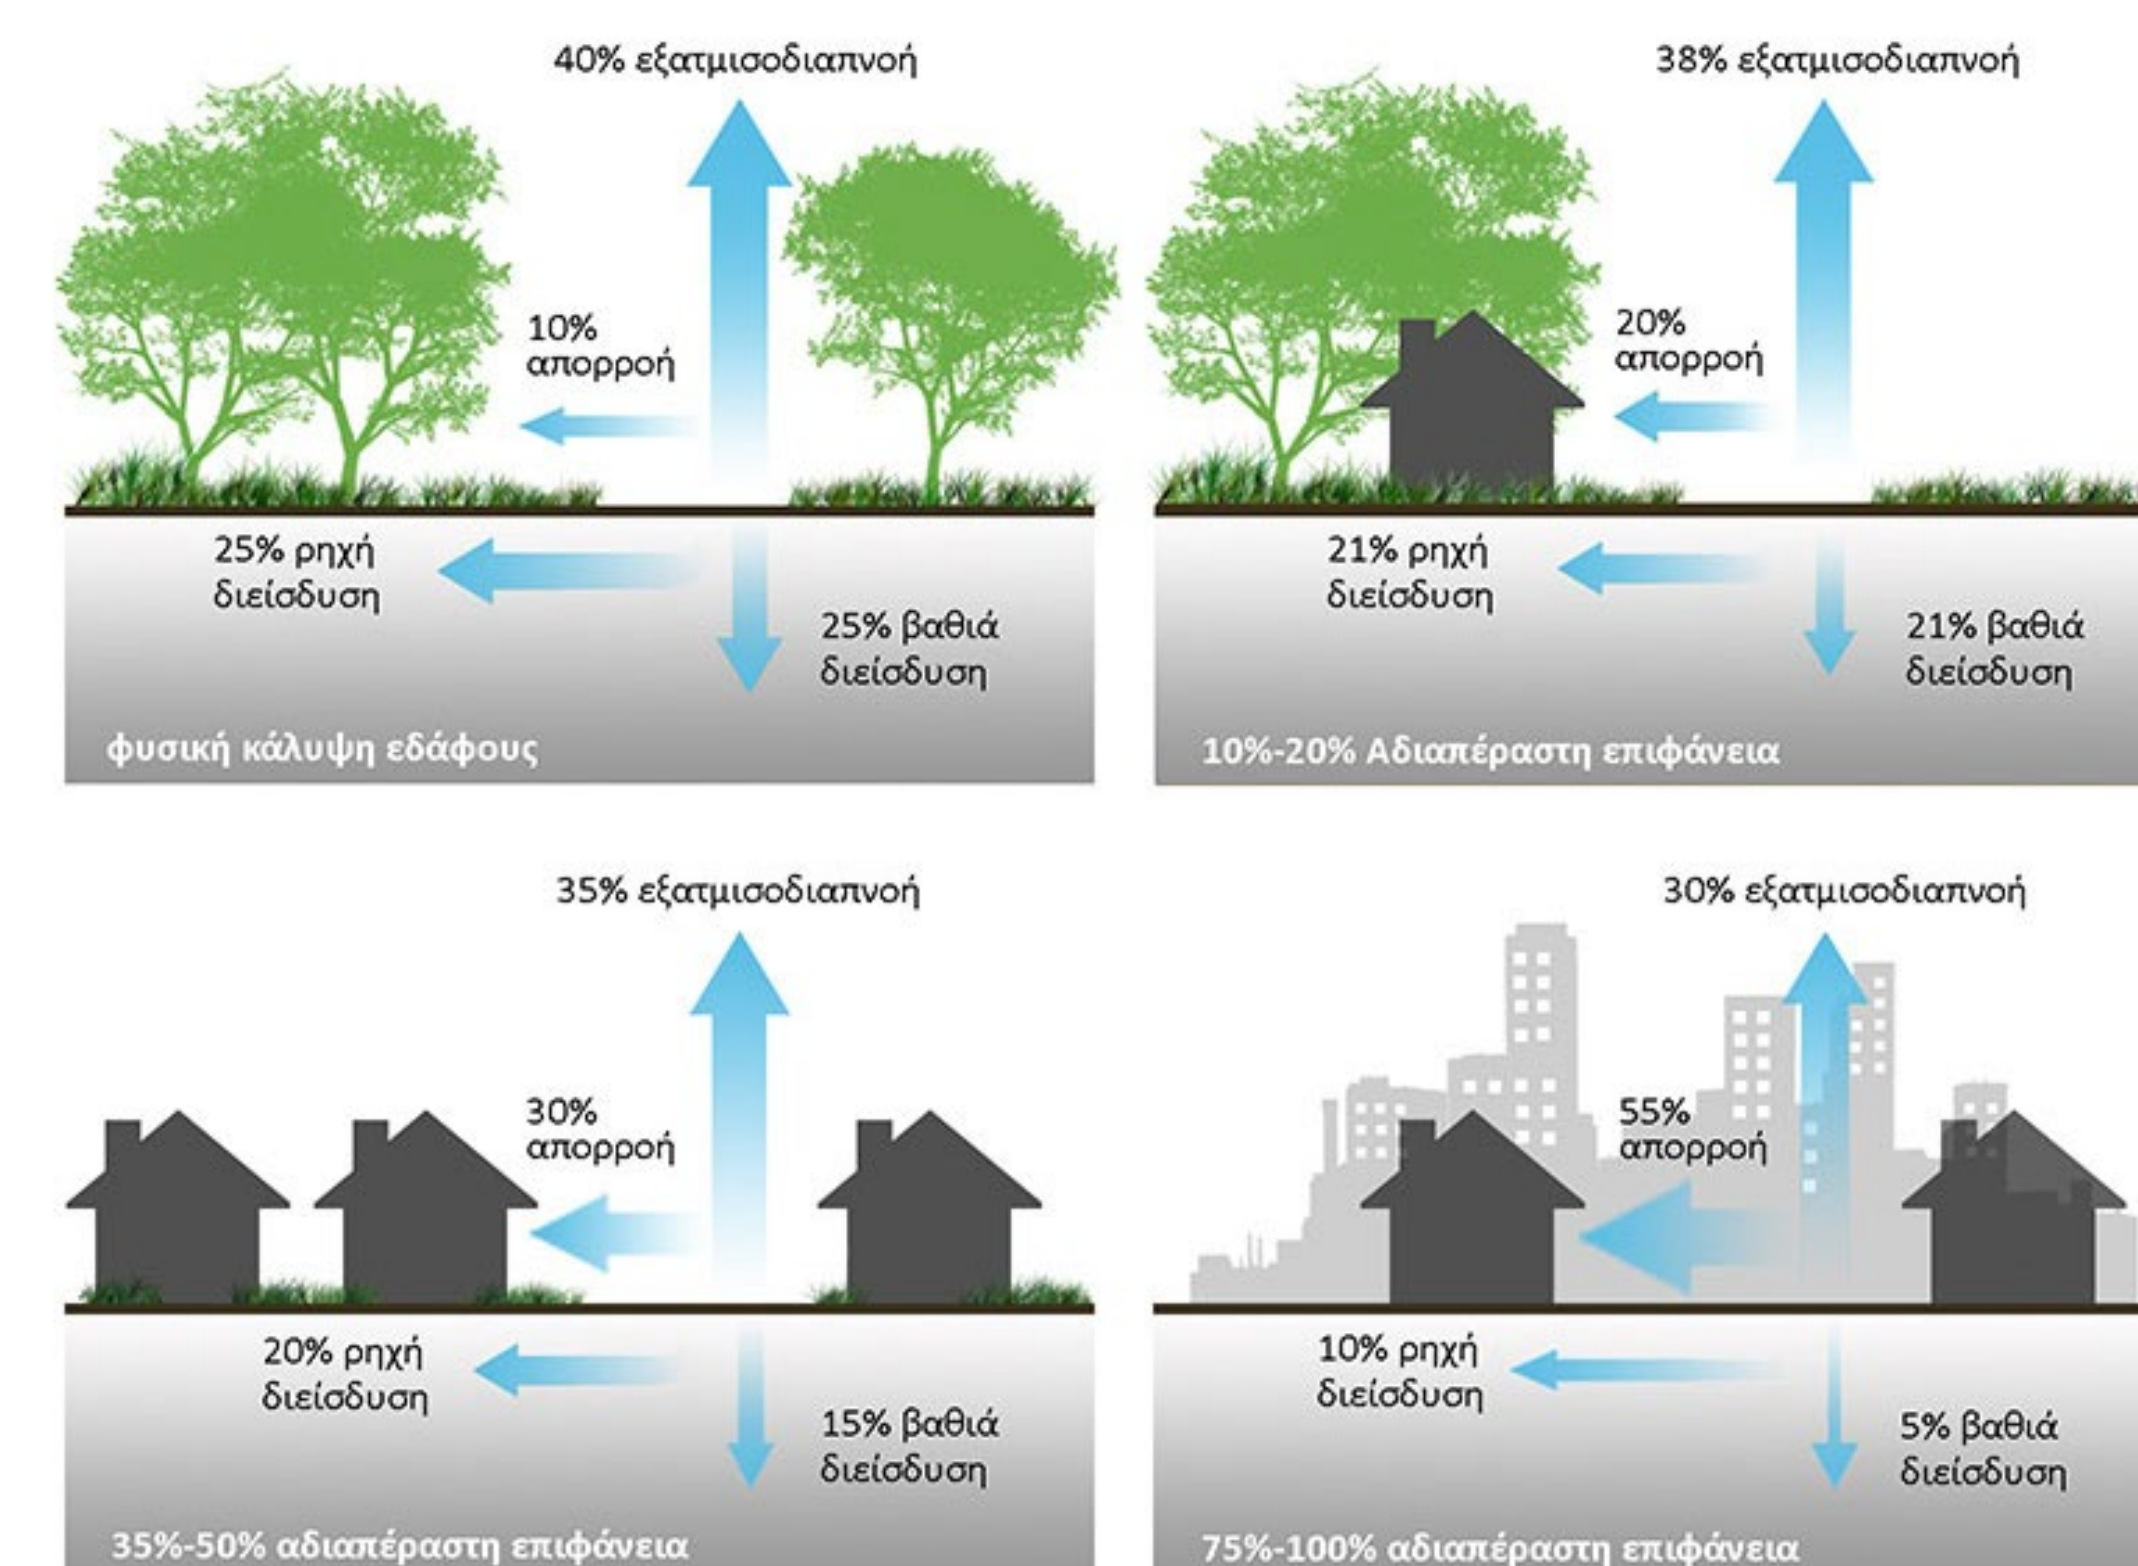 40% εξατμισοδιαπνοή
10%
απορροή
25% ρηχή
διείσδυση
25% βαθιά
διείσδυση
φυσική κάλυψη εδάφους
38% εξατμισοδιαπνοή
20%
απορροή
21% ρηχή
διείσδυση
21% βαθιά
διείσδυση
10%-20% Αδιαπέραστη επιφάνεια
35% εξατμισοδιαπνοή
30%
απορροή
20% ρηχή
διείσδυση
15% βαθιά
διείσδυση
35%-50% αδιαπέραστη επιφάνεια
30% εξατμισοδιαπνοή
55%
απορροή
10% ρηχή
διείσδυση
5% βαθιά
διείσδυση
75%-100% αδιαπέραστη επιφάνεια